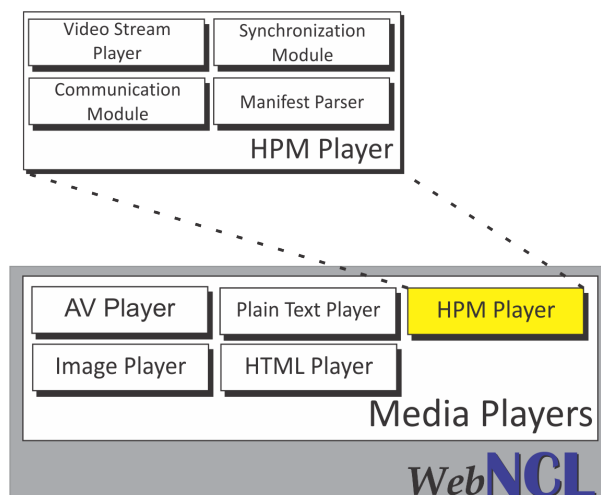 Video Stream
Player
Synchronization
Module
Communication
Module
Manifest Parser
HPM Player
AV Player
Plain Text Player
HPM Player
Image Player
HTML Player
Media Players
WebNCL